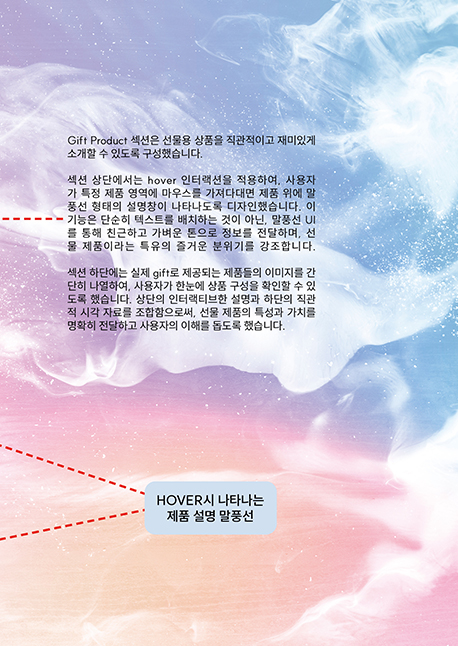 Gift Product 섹션은 선물용 상품을 직관적이고 재미있게
소개할 수 있도록 구성했습니다.
섹션 상단에서는 hover 인터랙션을 적용하여, 사용자
가 특정 제품 영역에 마우스를 가져다대면 제품 위에 말
풍선 형태의 설명창이 나타나도록 디자인했습니다. 이
기능은 단순히 텍스트를 배치하는 것이 아닌, 말풍선 UI
를 통해 친근하고 가벼운 톤으로 정보를 전달하며, 선
물 제품이라는 특유의 즐거운 분위기를 강조합니다.
섹션 하단에는 실제 gift로 제공되는 제품들의 이미지를 간
단히 나열하여, 사용자가 한눈에 상품 구성을 확인할 수 있
도록 했습니다. 상단의 인터랙티브한 설명과 하단의 직관
적 시각 자료를 조합함으로써, 선물 제품의 특성과 가치를
명확히 전달하고 사용자의 이해를 돕도록 했습니다.
HOVER시 나타나는
제품 설명 말풍선